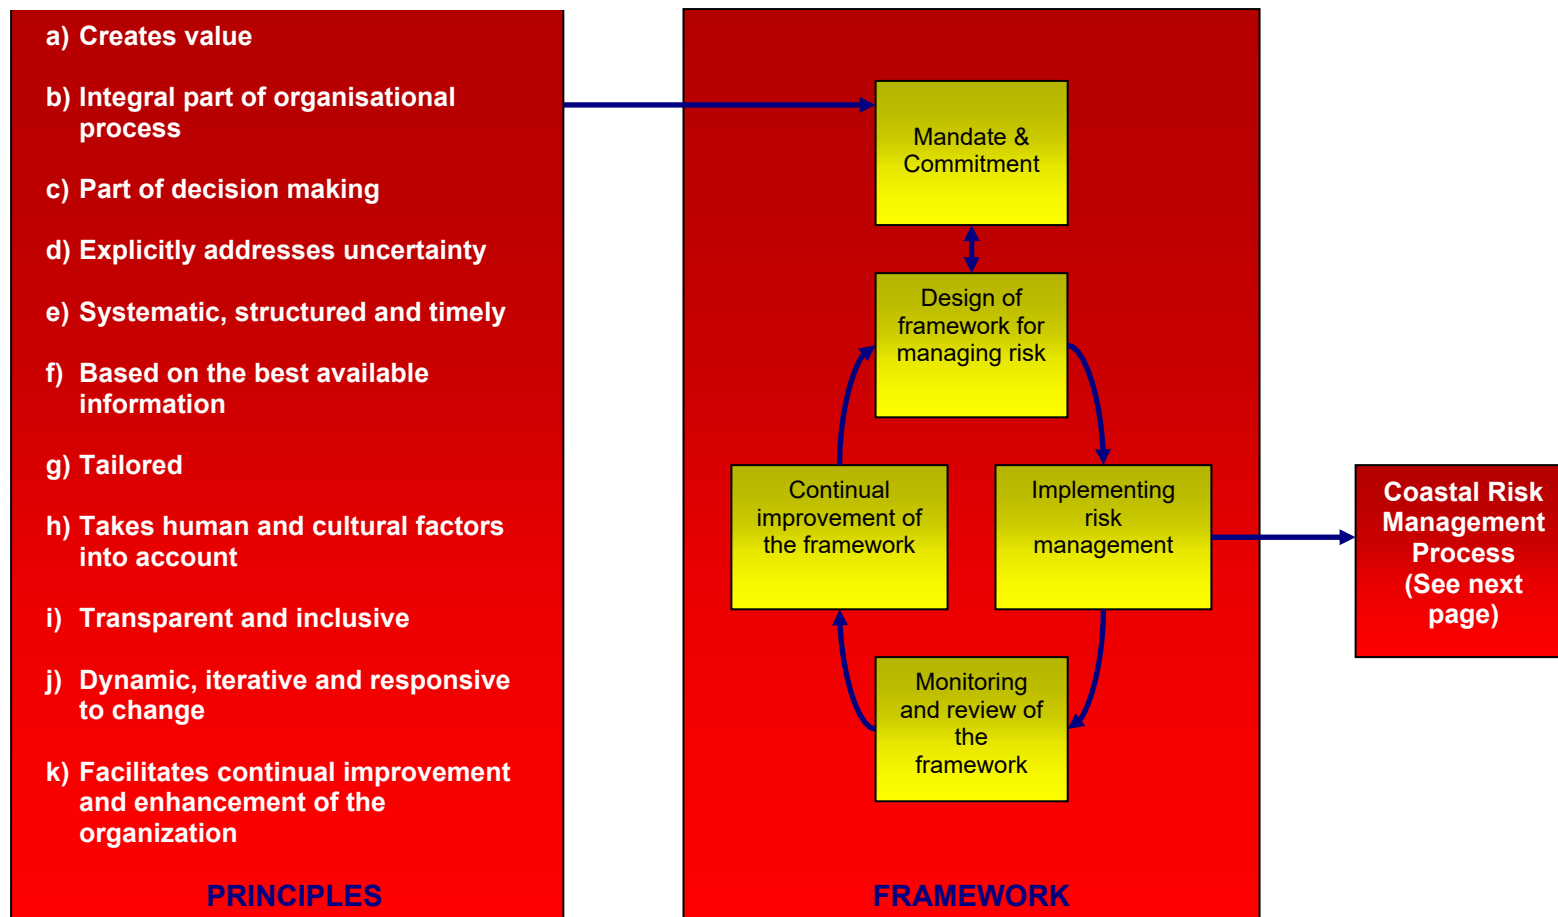 a) Creates value
b) Integral part of organisational
process
c) Part of decision making
d) Explicitly addresses uncertainty
e) Systematic, structured and timely
f) Based on the best available
information
g) Tailored
h) Takes human and cultural factors
into account
i) Transparent and inclusive
j) Dynamic, iterative and responsive
to change
k) Facilitates continual improvement
and enhancement of the
organization
PRINCIPLES
Mandate &
Commitment
Design of
framework for
managing risk
Continual
improvement of
the framework
Implementing
risk
management
Monitoring
and review of
the
framework
FRAMEWORK
Coastal Risk
Management
Process
(See next
page)